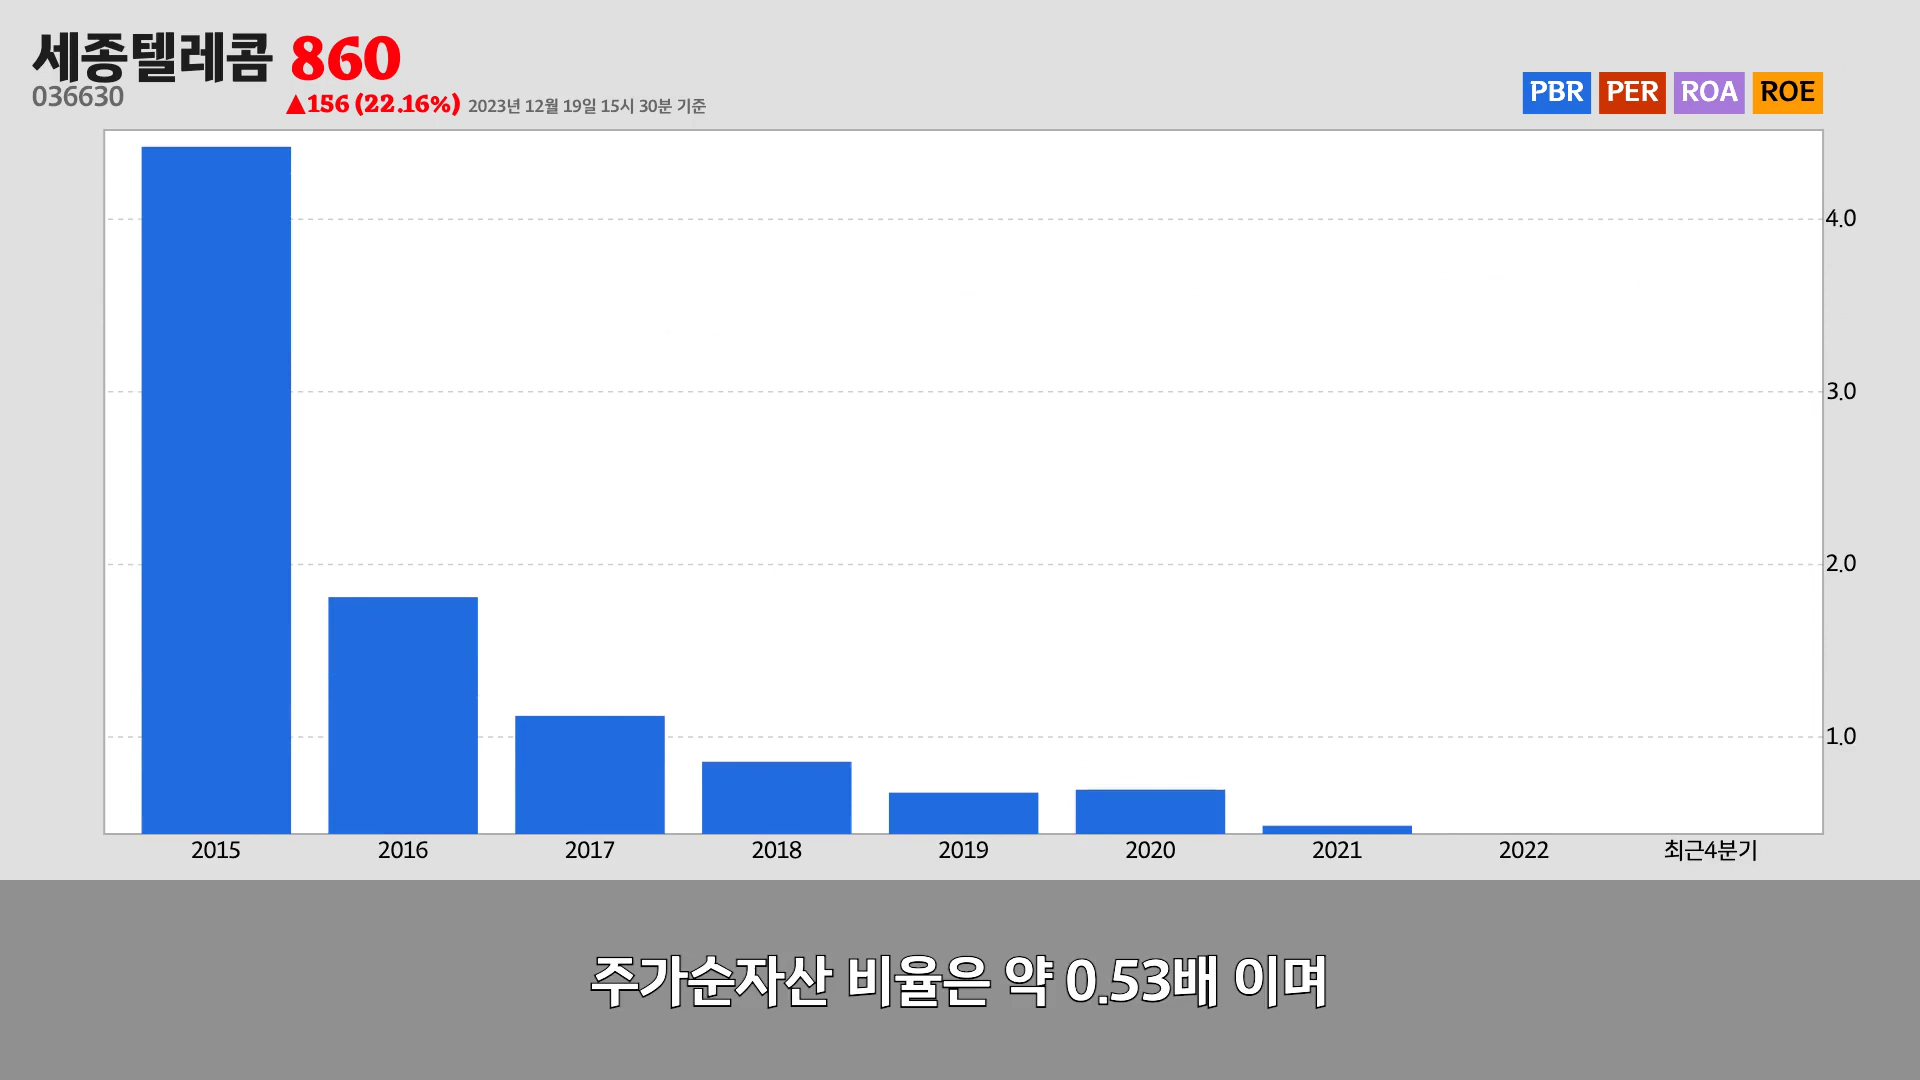 세종텔레콤 860
036630
▲156 (22.16%) 2023년 12월 19일 15시 30분 기준
PBR PER ROA ROE
4.0
3.0
2.0
1.0
2015 2016 2017 2018 2019 2020 2021 2022 최근4분기
주가순자산 비율은 약 0.53배 이며